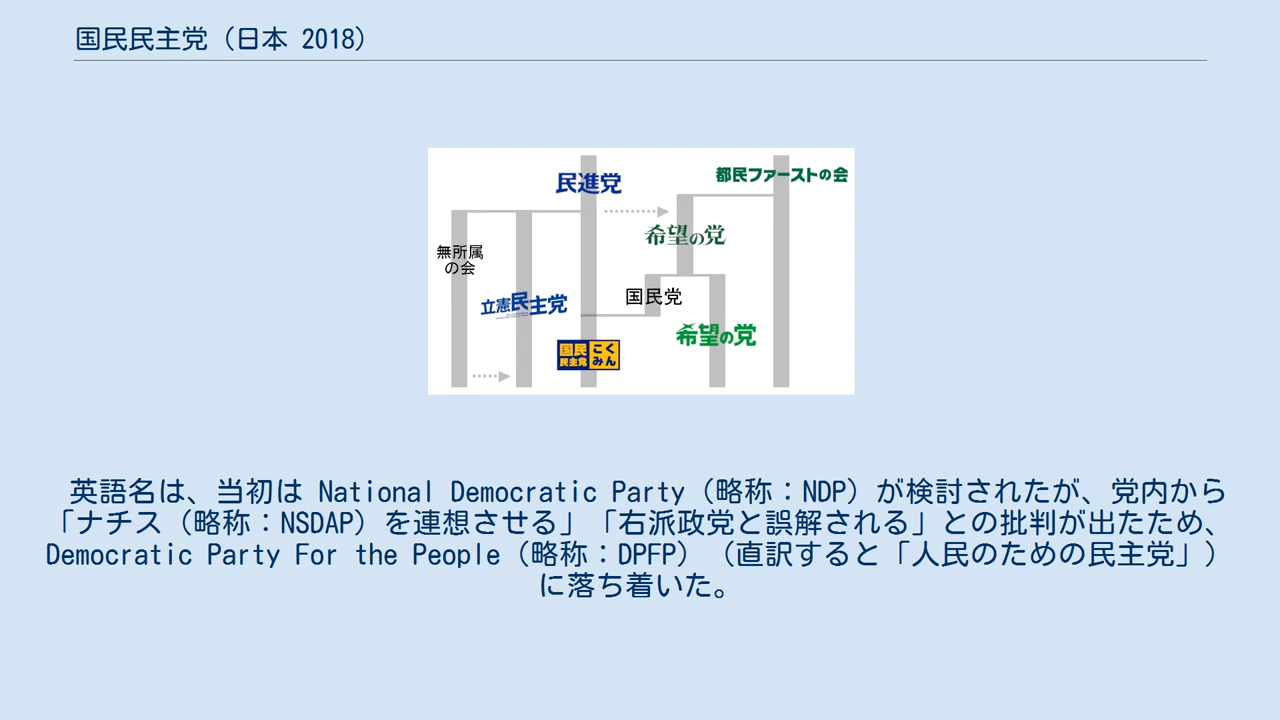 国民民主党（日本 2018）
民進党
都民ファーストの会
希望の党
無所属
の会
国民党
立憲民主党
希望の党
国民 こく
民主党 みん
英語名は、当初は National Democratic Party（略称：NDP）が検討されたが、党内から
「ナチス（略称：NSDAP）を連想させる」「右派政党と誤解される」との批判が出たため、
Democratic Party For the People（略称：DPFP）（直訳すると「人民のための民主党」）
に落ち着いた。